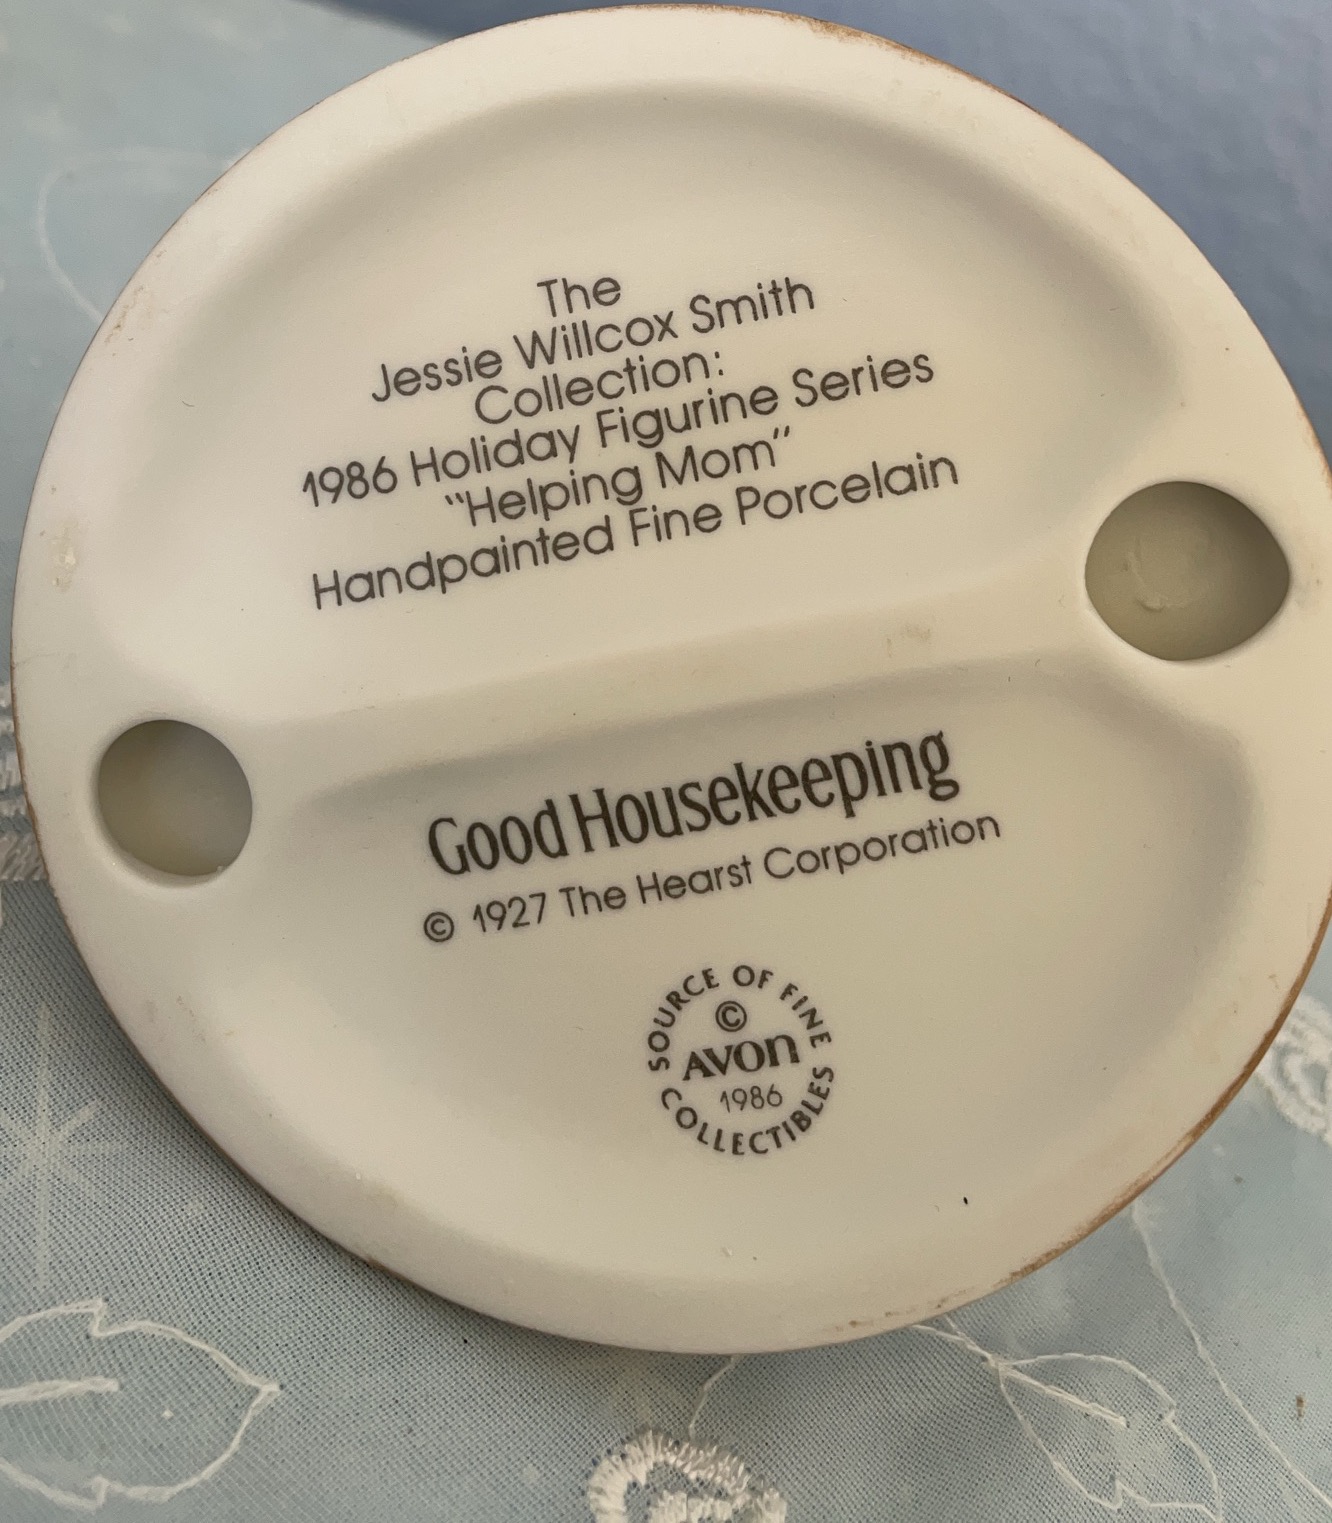 The
Jessie Willcox Smith
Collection:
1986 Holiday Figurine Series
"Helping Mom"
Handpainted Fine Porcelain
Good Housekeeping
© 1927 The Hearst Corporation
SOURCE OF FINE
©
AVON
1986
COLLECTIBLES